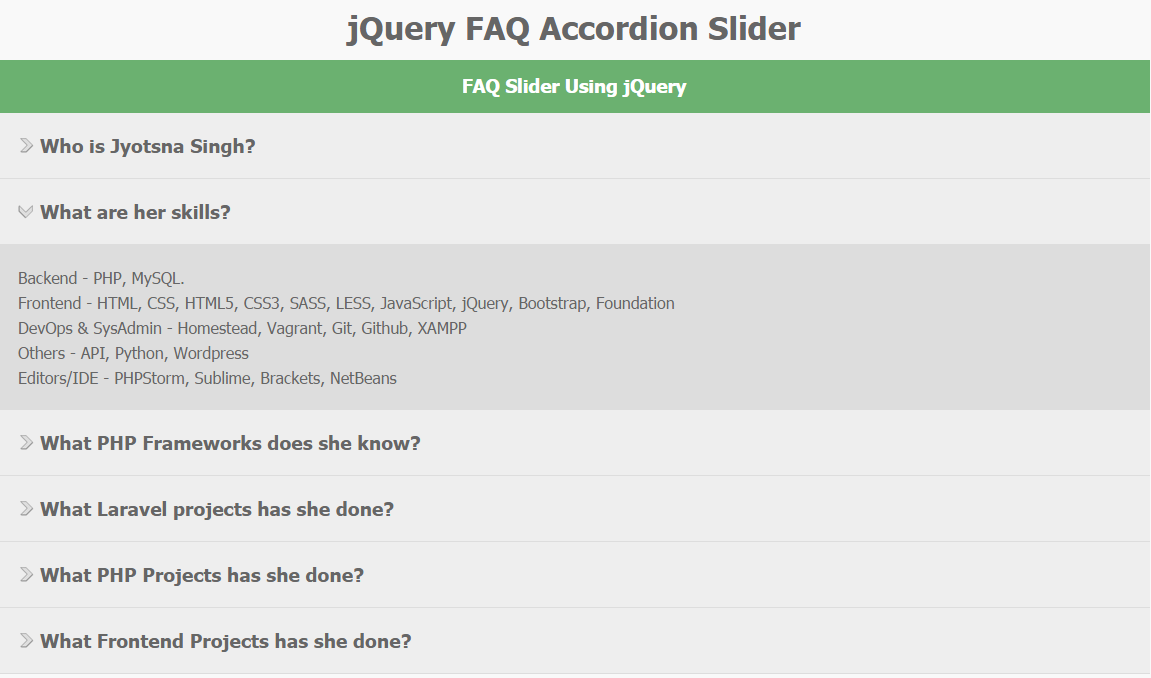 jQuery FAQ Accordion Slider
FAQ Slider Using jQuery
Who is Jyotsna Singh?
What are her skills?
Backend - PHP, MySQL.
Frontend - HTML, CSS, HTML5, CSS3, SASS, LESS, JavaScript, jQuery, Bootstrap, Foundation
DevOps & SysAdmin - Homestead, Vagrant, Git, Github, XAMPP
Others - API, Python, Wordpress
Editors/IDE - PHPStorm, Sublime, Brackets, NetBeans
What PHP Frameworks does she know?
What Laravel projects has she done?
What PHP Projects has she done?
What Frontend Projects has she done?